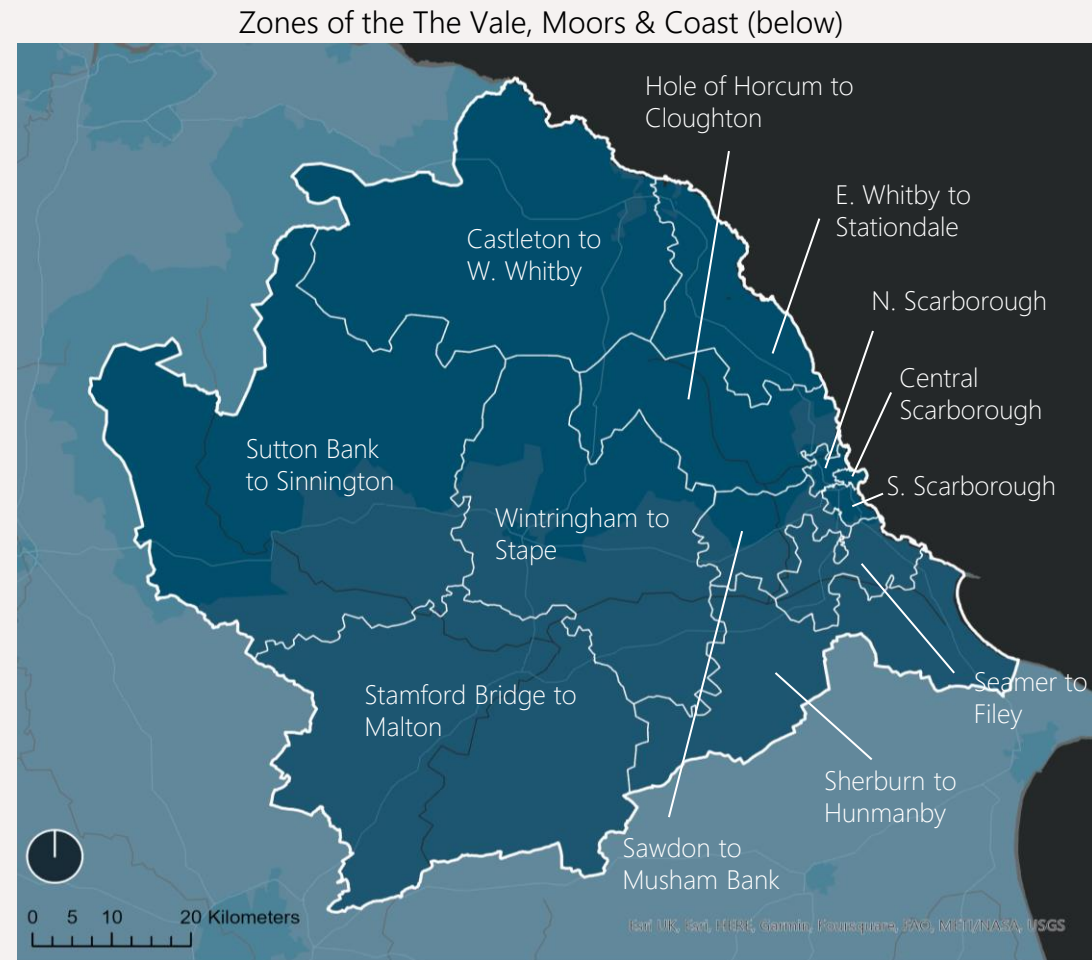 Zones of the The Vale, Moors & Coast (below)
Hole of Horcum to
Cloughton
E. Whitby to
Stationdale
Castleton to
W. Whitby
N. Scarborough
Central
Scarborough
Sutton Bank
to Sinnington
S. Scarborough
Wintringham to
Stape
Stamford Bridge to
Malton
Seamer to
Filey
Sherburn to
Hunmanby
Sawdon to
Musham Bank
0 5 10 20 Kilometers
Esri UK, Esri, HERE, Garmin, Foursquare, FAO, METI/NASA, USGS